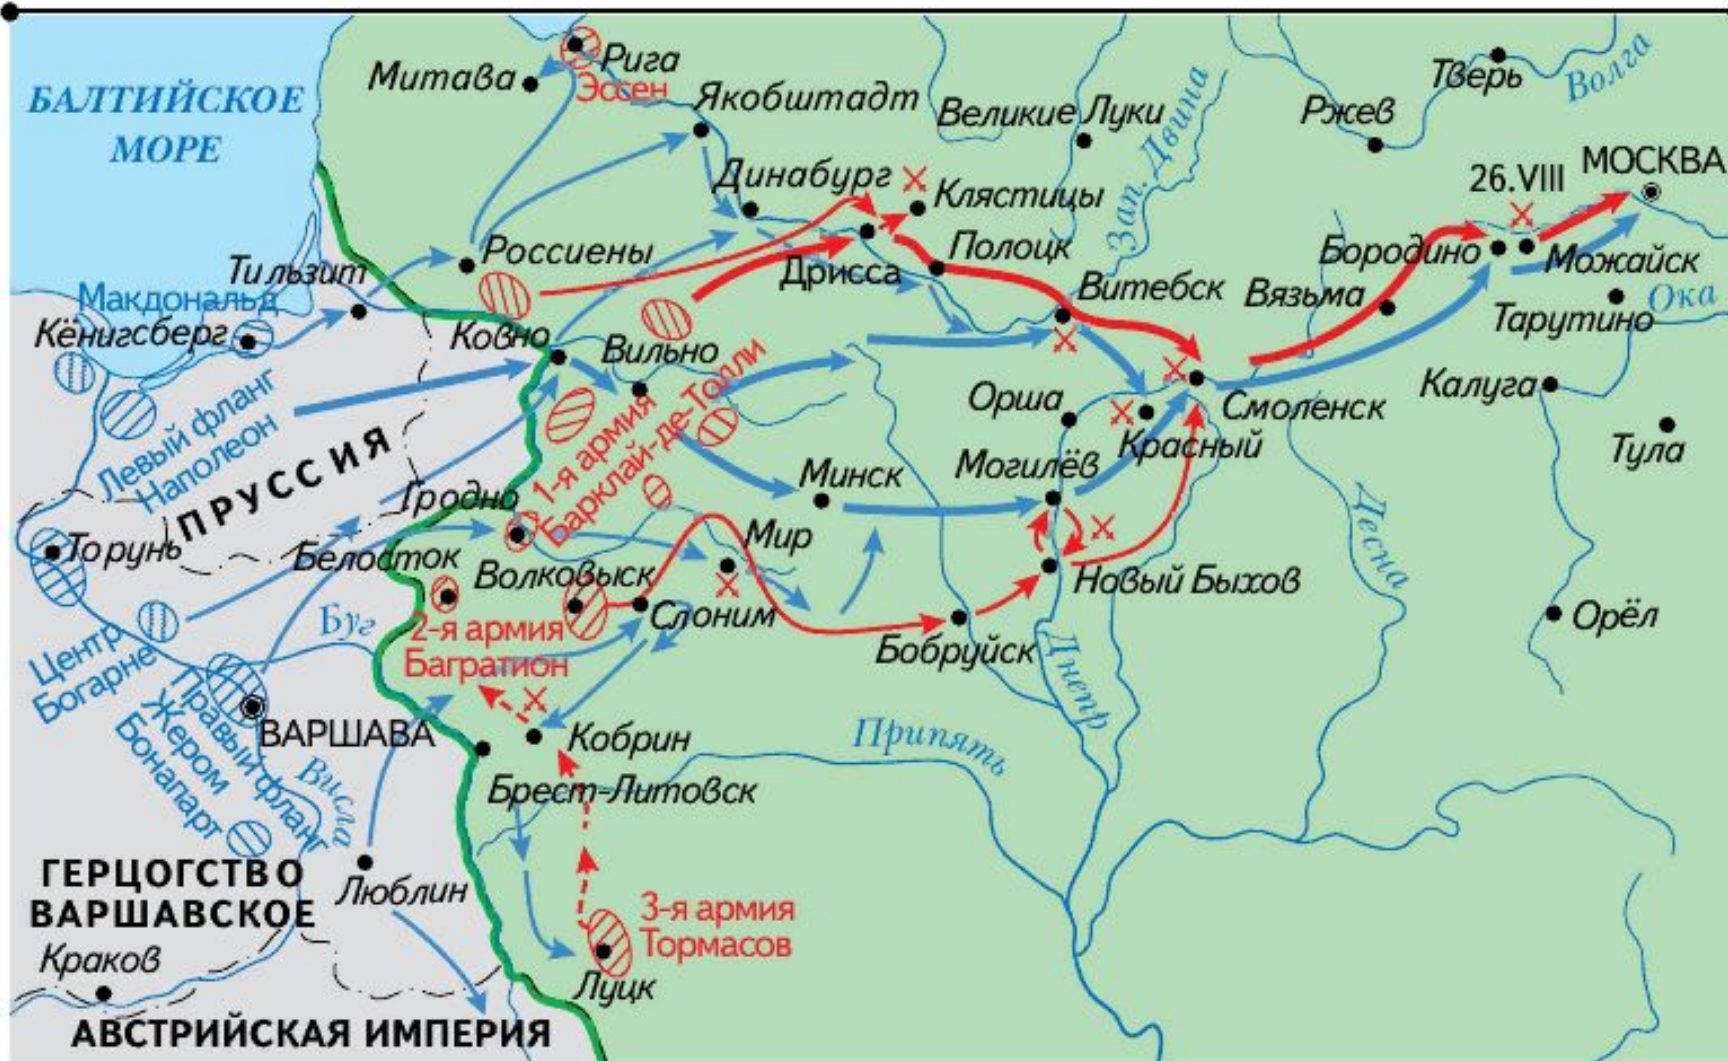 Рига
Эссен
Митава
БАЛТИЙСКОЕ
МОРЕ
Якобштадт
Великие Луки
Зап. Двина
Ржев
Тверь
Волга
МОСКВА
26.VIII
Динабург
Клястицы
Россиены
Тильзит
Дрисса
Полоцк
Витебск
Вязьма
Бородино
Можайск
Ока
Тарутино
Макдональд
Кёнигсберг
Ковно
Вильно
Левый фланг
Наполеон
ПРУССИЯ
1-я армия
Барклай-де-Толли
Орша
Смоленск
Красный
Калуга
Тула
Минск
Могилёв
Гродно
Десна
Торунь
Белосток
Волковыск
Мир
Новый Быхов
Слоним
Орёл
Буг
2-я армия
Багратион
Бобруйск
Днепр
Центр
Богарне
Правый фланг
Жером
Бонапарт
ВАРШАВА
Висла
Кобрин
Припять
Брест-Литовск
ГЕРЦОГСТВО
ВАРШАВСКОЕ
Люблин
3-я армия
Тормасов
Краков
Луцк
АВСТРИЙСКАЯ ИМПЕРИЯ